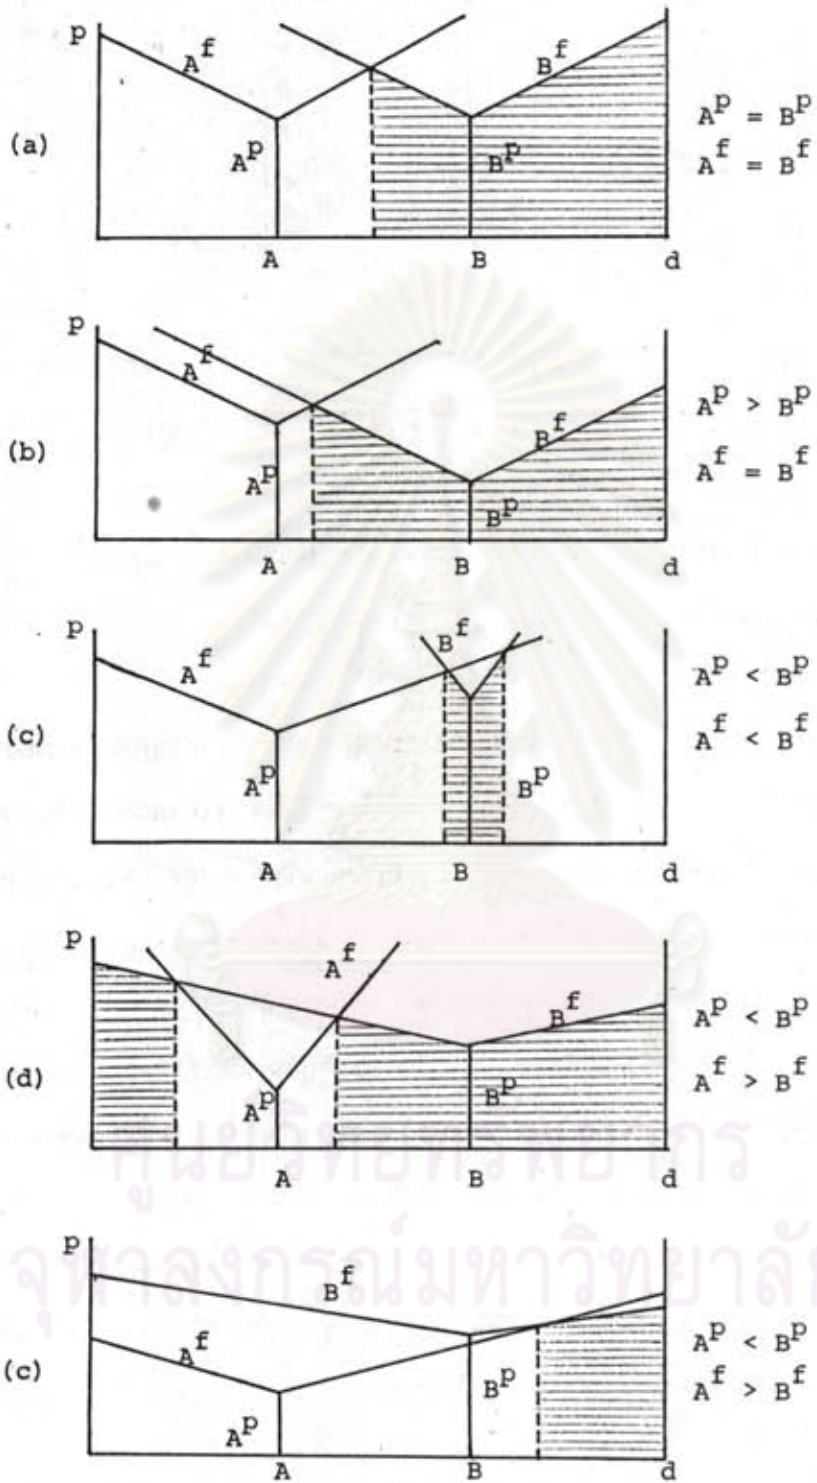 p A^f B^f
(a) A^p B^p A^p = B^p
A^f = B^f
A B d
p A^f B^f A^p > B^p
(b) A^p B^p A^f = B^f
A B d
p A^f B^f A^p < B^p
(c) A^p B^p A^f < B^f
A B d
p A^f B^f A^p < B^p
(d) A^p B^p A^f > B^f
A B d
ศูนย์วิทยทรัพยากร
จุฬาลงกรณ์มหาวิทยาลัย
p B^f
A^f A^p < B^p
(c) A^p B^p A^f > B^f
A B d